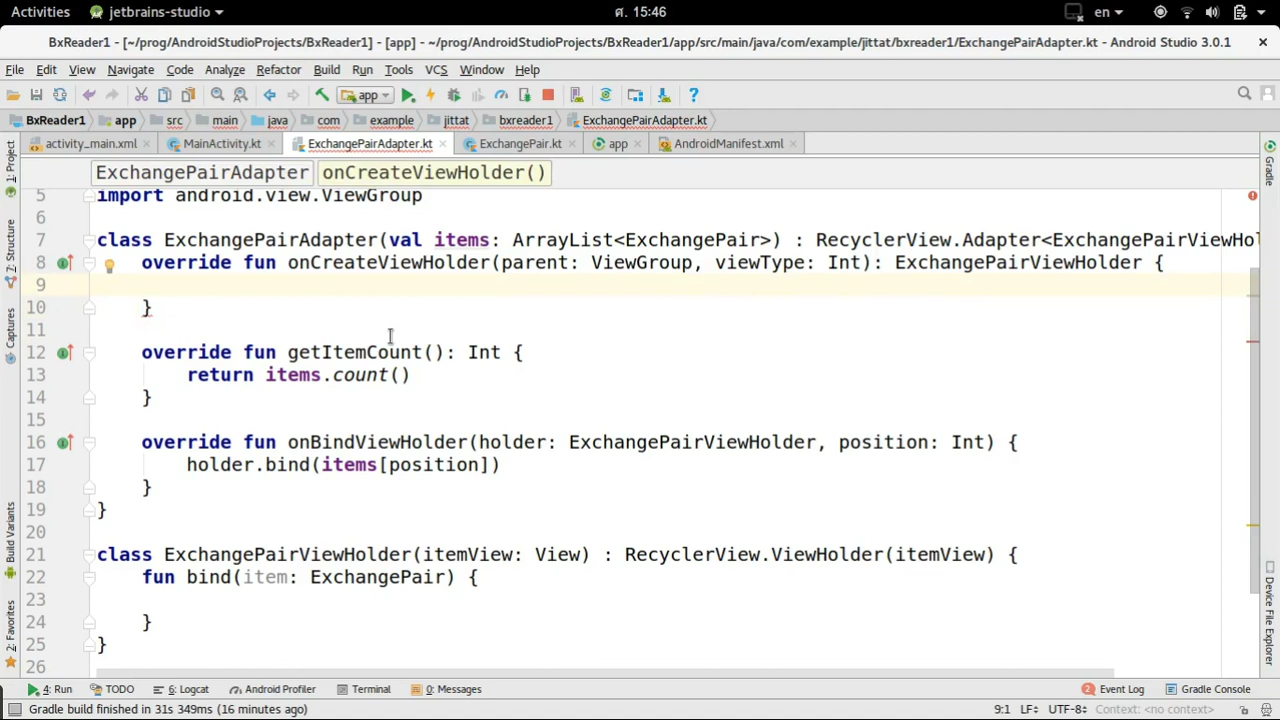 Activities jetbrains-studio ศ. 15:46 en
BxReader1 - [~/prog/AndroidStudioProjects/BxReader1] - [app] - ~/prog/AndroidStudioProjects/BxReader1/app/src/main/java/com/example/jittat/bxreader1/ExchangePairAdapter.kt - Android Studio 3.0.1
File Edit View Navigate Code Analyze Refactor Build Run Tools VCS Window Help
app
BxReader1 app src main java com example jittat bxreader1 ExchangePairAdapter.kt
activity_main.xml MainActivity.kt ExchangePairAdapter.kt ExchangePair.kt app AndroidManifest.xml
ExchangePairAdapter onCreateViewHolder()
5 import android.view.ViewGroup
6
7 class ExchangePairAdapter(val items: ArrayList<ExchangePair>) : RecyclerView.Adapter<ExchangePairViewHol
8 override fun onCreateViewHolder(parent: ViewGroup, viewType: Int): ExchangePairViewHolder {
9
10 }
11
12 override fun getItemCount(): Int {
13 return items.count()
14 }
15
16 override fun onBindViewHolder(holder: ExchangePairViewHolder, position: Int) {
17 holder.bind(items[position])
18 }
19 }
20
21 class ExchangePairViewHolder(itemView: View) : RecyclerView.ViewHolder(itemView) {
22 fun bind(item: ExchangePair) {
23
24 }
25 }
26
1: Project
7: Structure
Captures
Build Variants
2: Favorites
Gradle
Device File Explorer
4: Run TODO 6: Logcat Android Profiler Terminal 0: Messages 2 Event Log Gradle Console
Gradle build finished in 31s 349ms (16 minutes ago) 9:1 LF÷ UTF-8÷ Context: <no context>